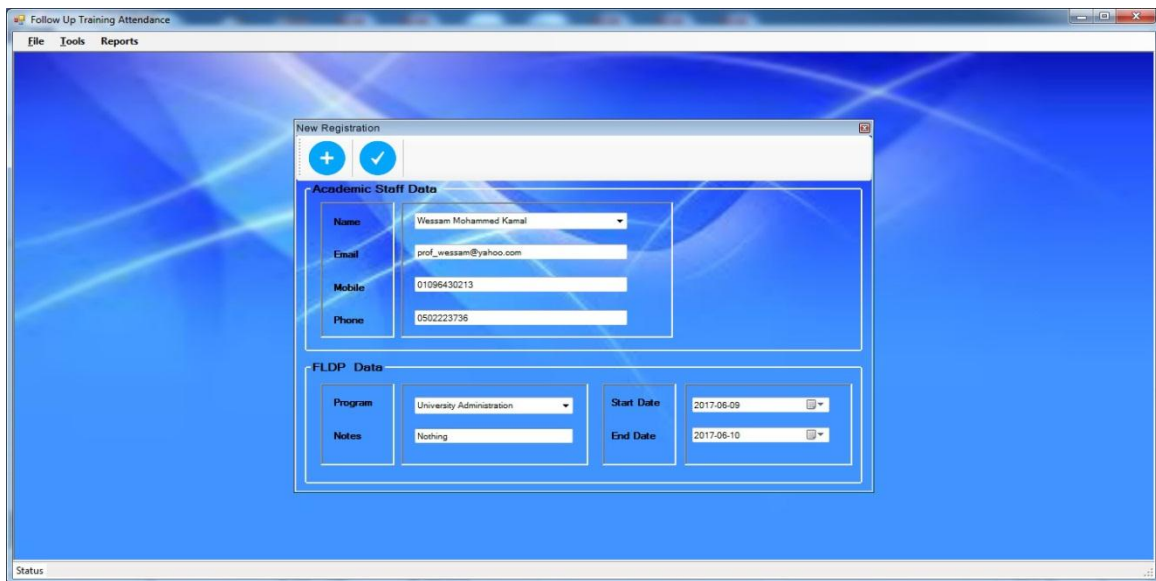 Follow Up Training Attendance
File Tools Reports
New Registration
Academic Staff Data
Name Wessam Mohammed Kamal
Email prof_wessam@yahoo.com
Mobile 01096430213
Phone 0502223736
FLDP Data
Program University Administration Start Date 2017-06-09
Notes Nothing End Date 2017-06-10
Status